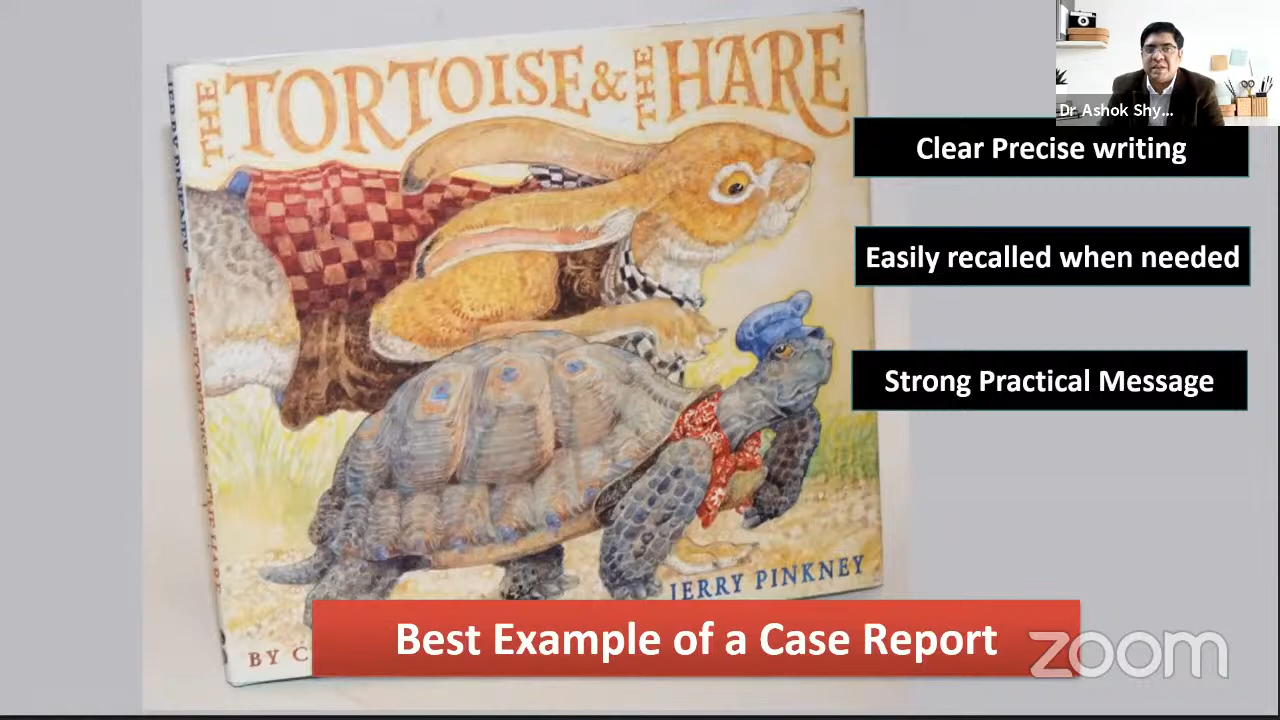 THE TORTOISE & THE HARE
Dr Ashok Shy...
Clear Precise writing
Easily recalled when needed
Strong Practical Message
JERRY PINKNEY
Best Example of a Case Report
zoom
BY